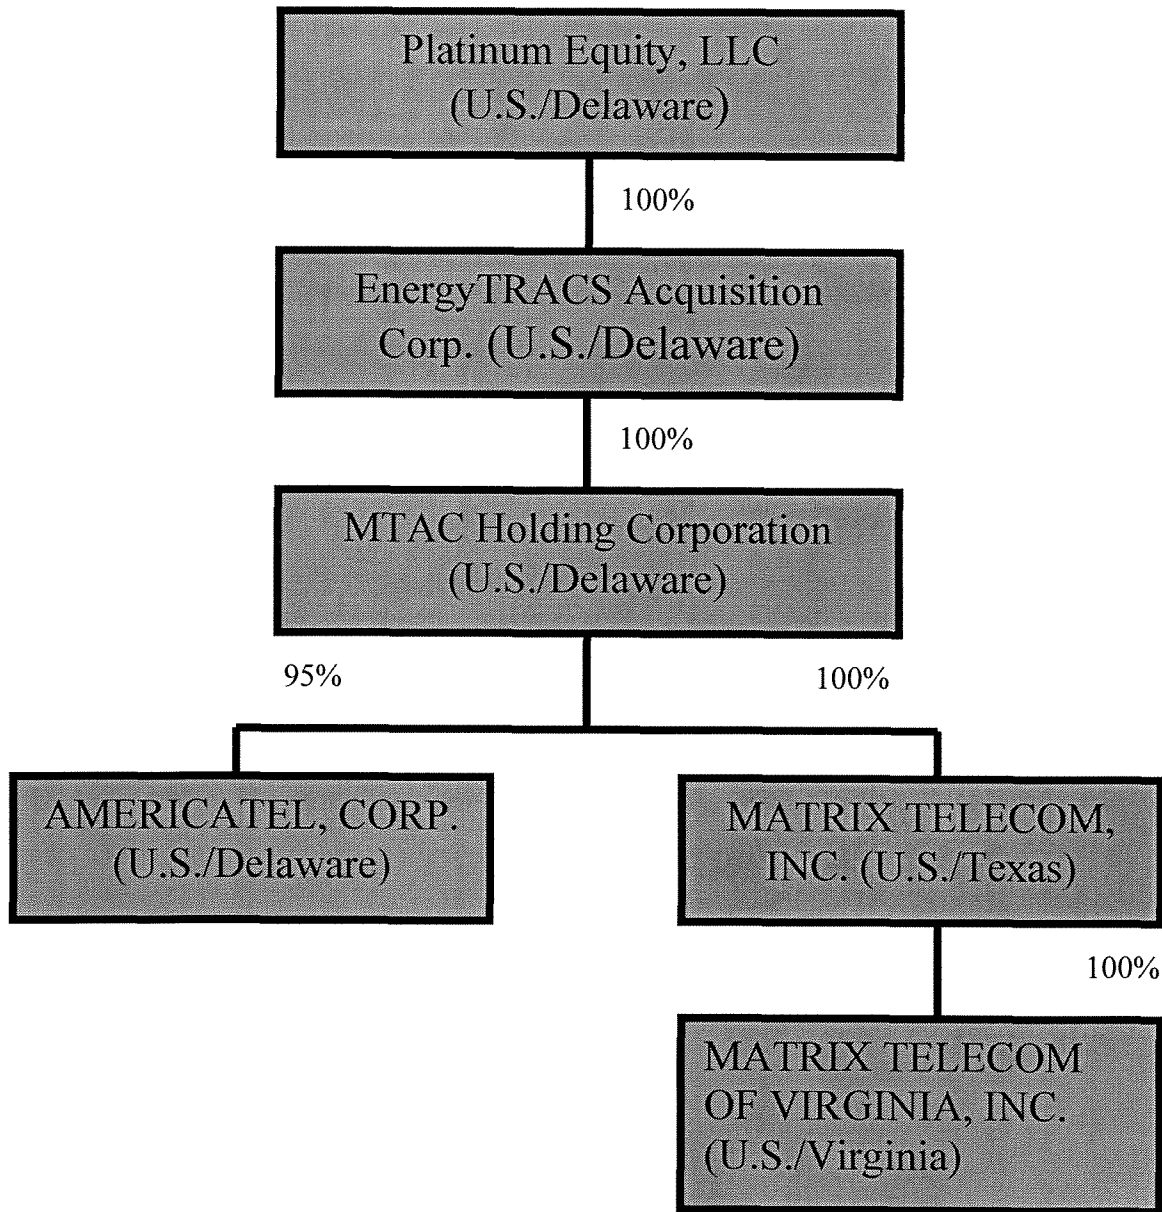 Platinum Equity, LLC
(U.S./Delaware)
100%
EnergyTRACS Acquisition
Corp. (U.S./Delaware)
100%
MTAC Holding Corporation
(U.S./Delaware)
95%
100%
AMERICATEL, CORP.
(U.S./Delaware)
MATRIX TELECOM,
INC. (U.S./Texas)
100%
MATRIX TELECOM
OF VIRGINIA, INC.
(U.S./Virginia)